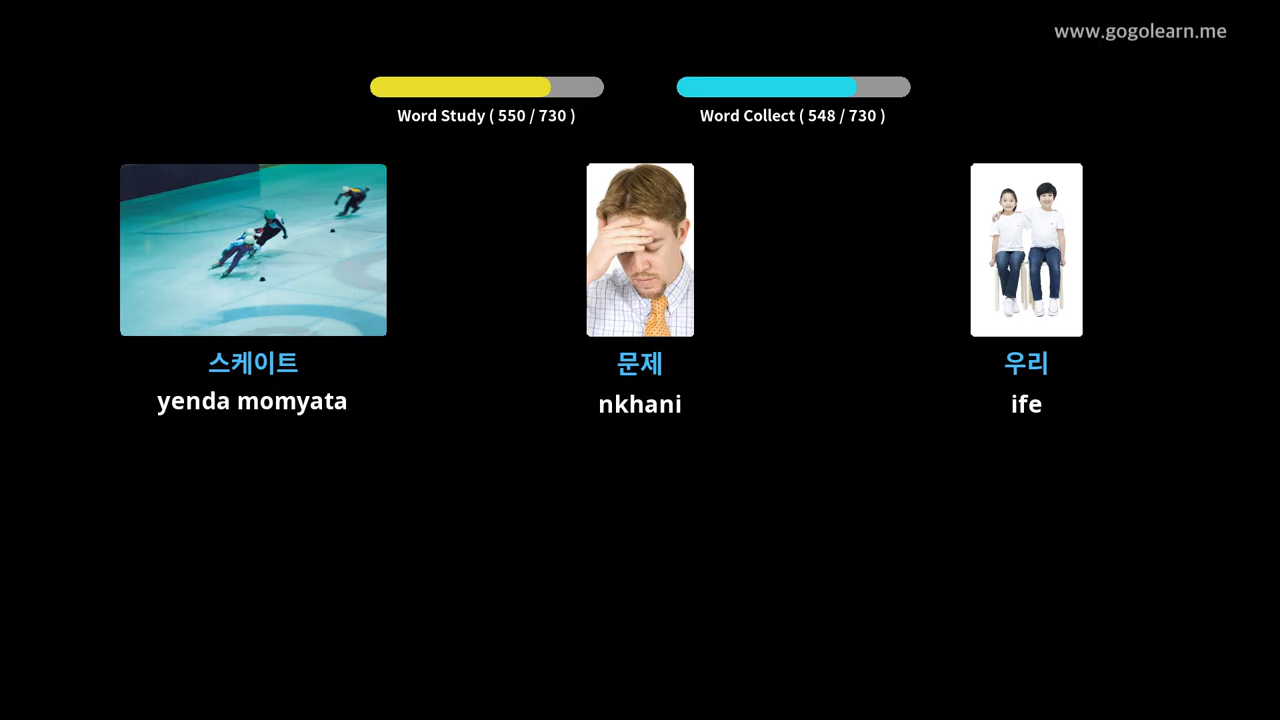 www.gogolearn.me
Word Study ( 550 / 730 )
Word Collect ( 548 / 730 )
스케이트
yenda momyata
문제
nkhani
우리
ife